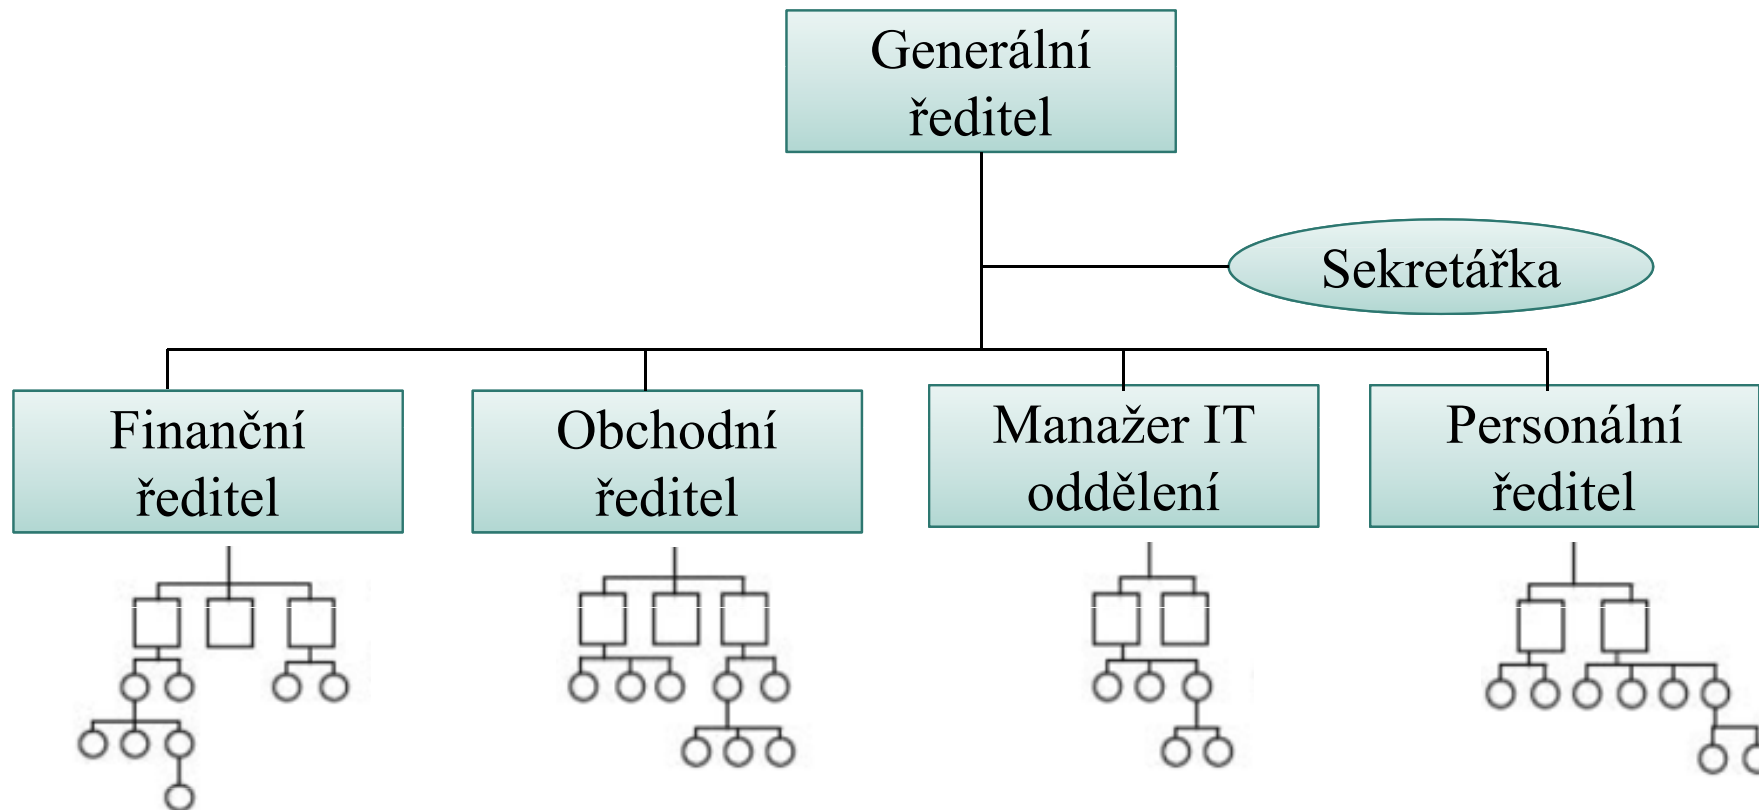 Generální
ředitel
Sekretářka
Finanční
ředitel
Obchodní
ředitel
Manažer IT
oddělení
Personální
ředitel